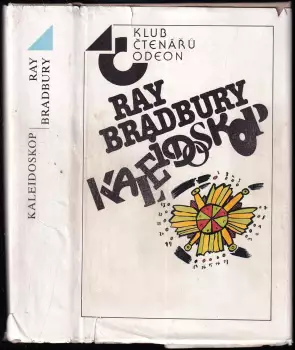 KALEIDOSKOP
RAY
BRADBURY
KLUB
ČTENÁŘŮ
ODEON
RAY
BRADBURY
KALEIDOSKOP